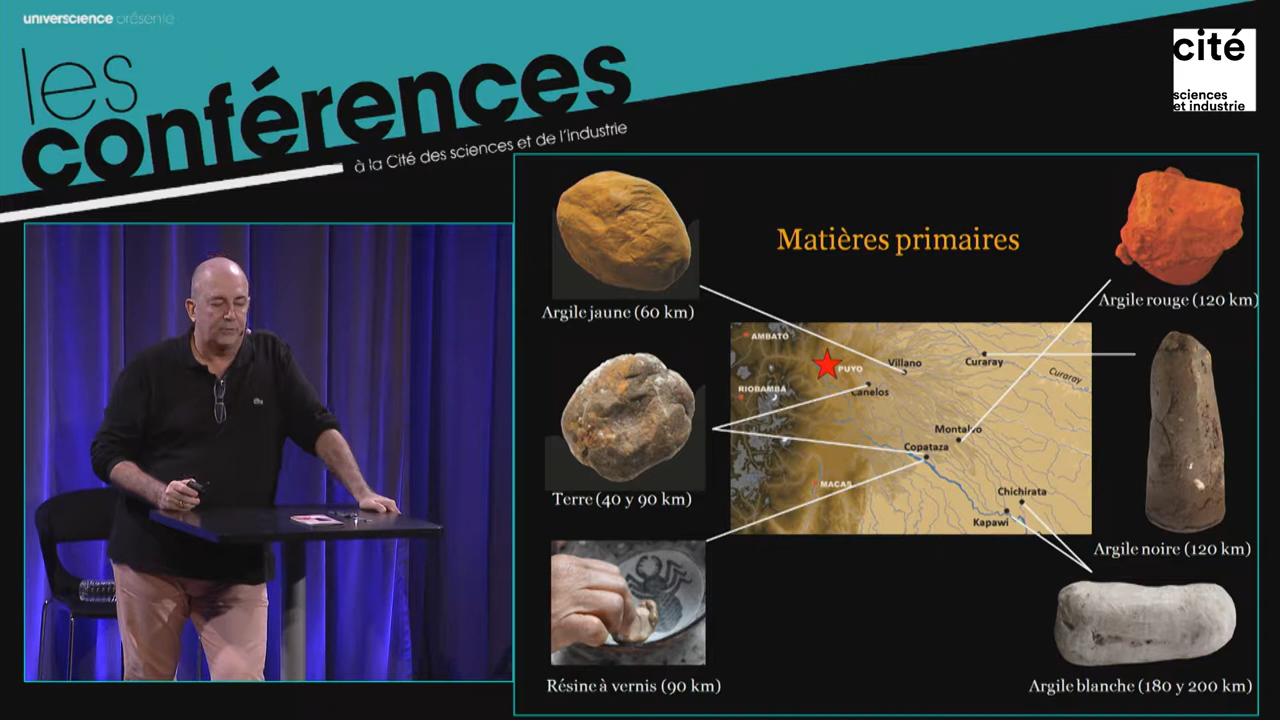 universcience présente
les
conférences
à la Cité des sciences et de l'industrie
cité
sciences
et industrie
Matières primaires
Argile jaune (60 km)
Argile rouge (120 km)
AMBATO
PUYO
Villano
Curaray
Curaray
RIOBAMBA
Canelos
Montalvo
Copataza
Terre (40 y 90 km)
MACAS
Chichirata
Kapawi
Argile noire (120 km)
Résine à vernis (90 km)
Argile blanche (180 y 200 km)